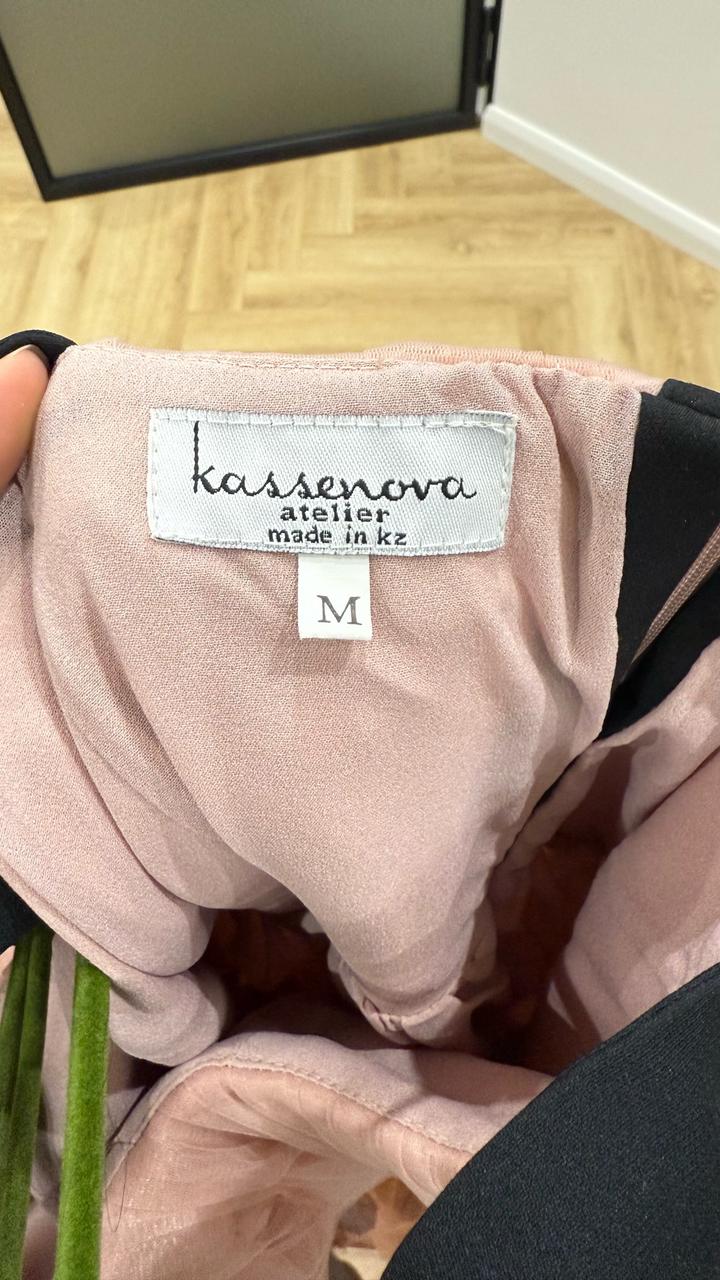 kassenova
atelier
made in kz
M